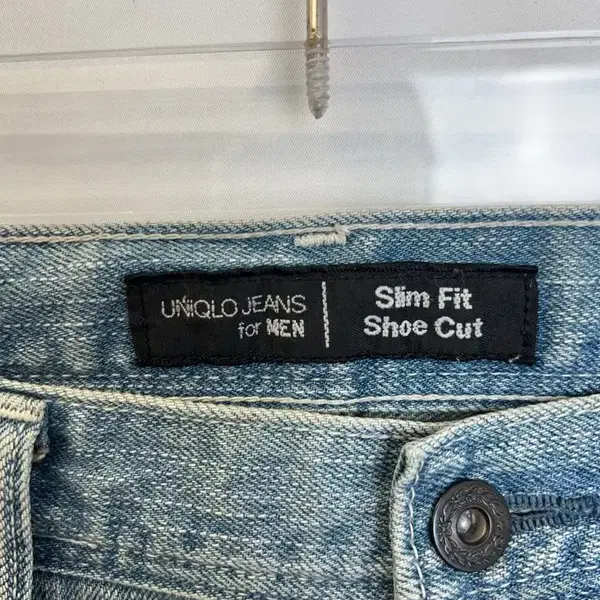 UNIQLO JEANS
for MEN
Slim Fit
Shoe Cut